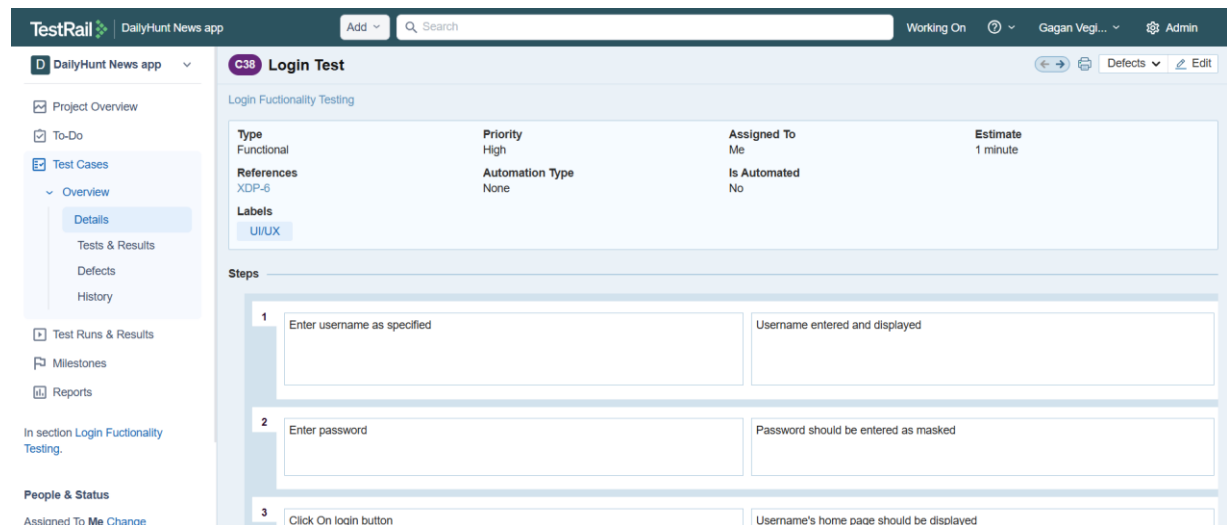 TestRail DailyHunt News app Add Search Working On Gagan Vegi... Admin
D DailyHunt News app
Project Overview
To-Do
Test Cases
Overview
Details
Tests & Results
Defects
History
Test Runs & Results
Milestones
Reports
In section Login Fuctionality
Testing.
People & Status
Assigned To Me Change
C38 Login Test Defects Edit
Login Fuctionality Testing
Type Priority Assigned To Estimate
Functional High Me 1 minute
References Automation Type Is Automated
XDP-6 None No
Labels
UI/UX
Steps
1 Enter username as specified Username entered and displayed
2 Enter password Password should be entered as masked
3 Click On login button Username's home page should be displayed